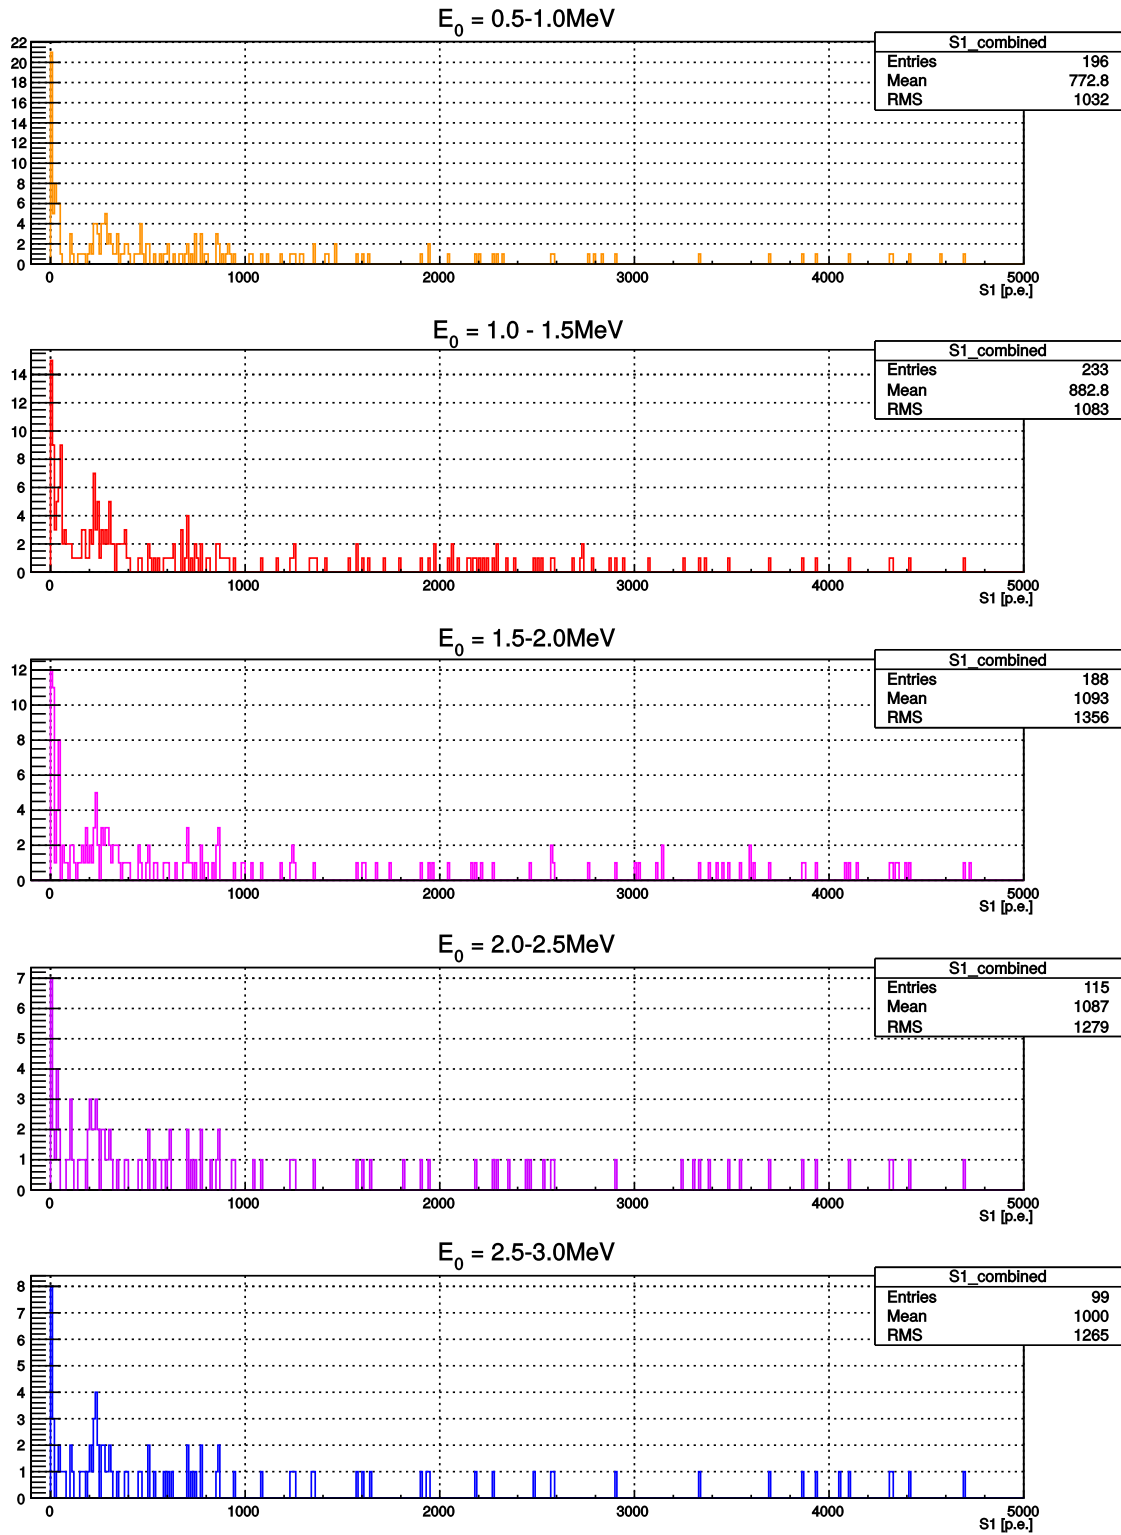 E0 = 0.5-1.0MeV
S1_combined
Entries 196
Mean 772.8
RMS 1032
22
20
18
16
14
12
10
8
6
4
2
0
0 1000 2000 3000 4000 5000
S1 [p.e.]
E0 = 1.0 - 1.5MeV
S1_combined
Entries 233
Mean 882.8
RMS 1083
14
12
10
8
6
4
2
0
0 1000 2000 3000 4000 5000
S1 [p.e.]
E0 = 1.5-2.0MeV
S1_combined
Entries 188
Mean 1093
RMS 1356
12
10
8
6
4
2
0
0 1000 2000 3000 4000 5000
S1 [p.e.]
E0 = 2.0-2.5MeV
S1_combined
Entries 115
Mean 1087
RMS 1279
7
6
5
4
3
2
1
0
0 1000 2000 3000 4000 5000
S1 [p.e.]
E0 = 2.5-3.0MeV
S1_combined
Entries 99
Mean 1000
RMS 1265
8
7
6
5
4
3
2
1
0
0 1000 2000 3000 4000 5000
S1 [p.e.]